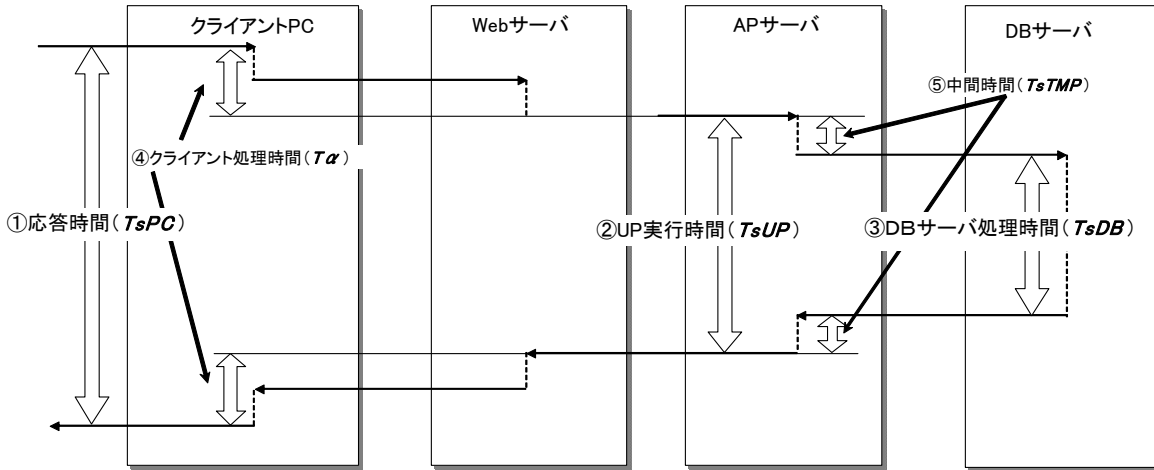 クライアントPC
Webサーバ
APサーバ
DBサーバ
⑤中間時間(TsTMP)
④クライアント処理時間(Tα)
①応答時間(TsPC)
②UP実行時間(TsUP)
③DBサーバ処理時間(TsDB)